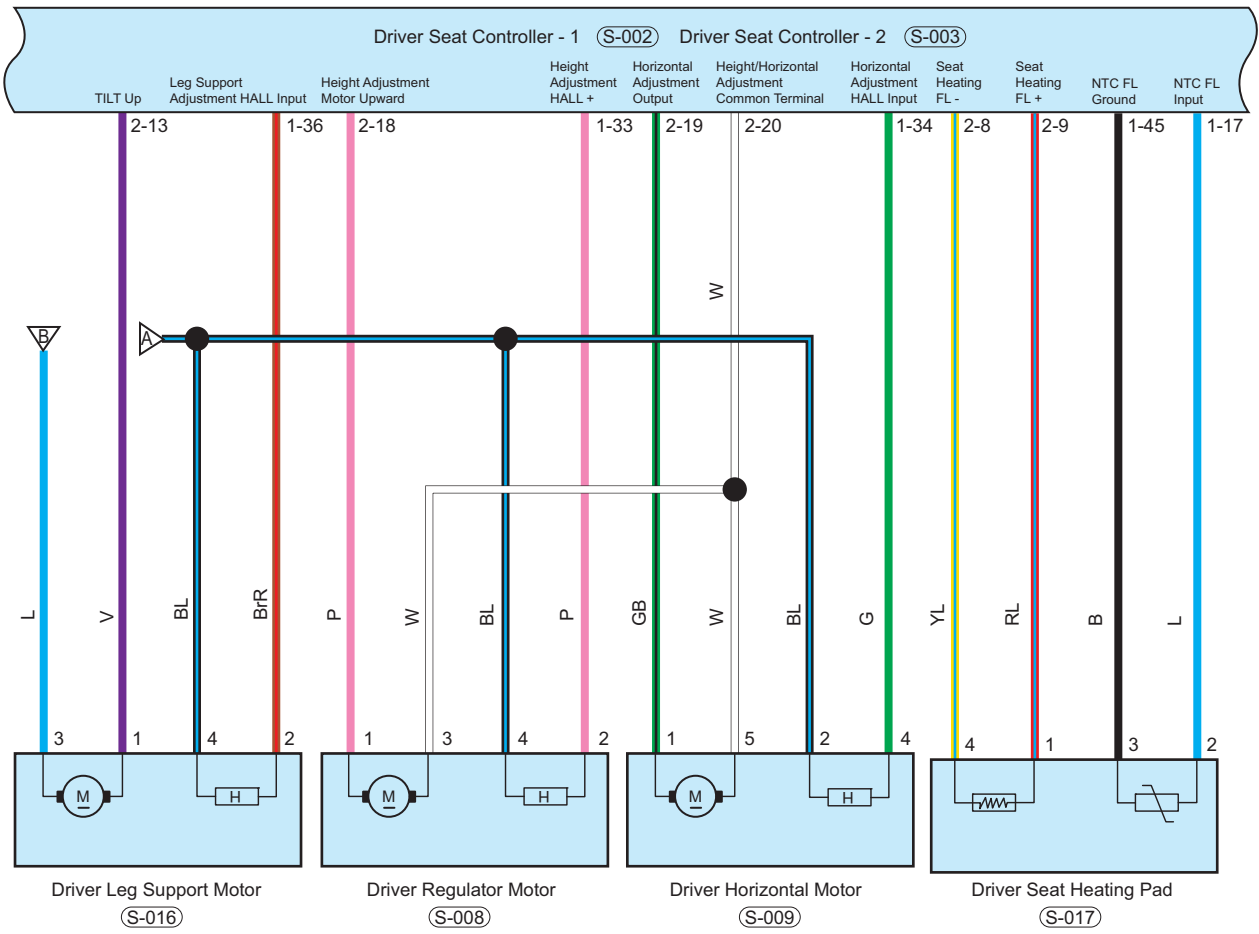 Driver Seat Controller - 1 S-002 Driver Seat Controller - 2 S-003
TILT Up
Leg Support
Adjustment HALL Input
Height Adjustment
Motor Upward
Height
Adjustment
HALL +
Horizontal
Adjustment
Output
Height/Horizontal
Adjustment
Common Terminal
Horizontal
Adjustment
HALL Input
Seat
Heating
FL -
Seat
Heating
FL +
NTC FL
Ground
NTC FL
Input
2-13 1-36 2-18 1-33 2-19 2-20 1-34 2-8 2-9 1-45 1-17
W
B A
L V BL BrR P W BL P GB W BL G YL RL B L
3 1 4 2 1 3 4 2 1 5 2 4 4 1 3 2
M H M H M H
Driver Leg Support Motor
S-016
Driver Regulator Motor
S-008
Driver Horizontal Motor
S-009
Driver Seat Heating Pad
S-017